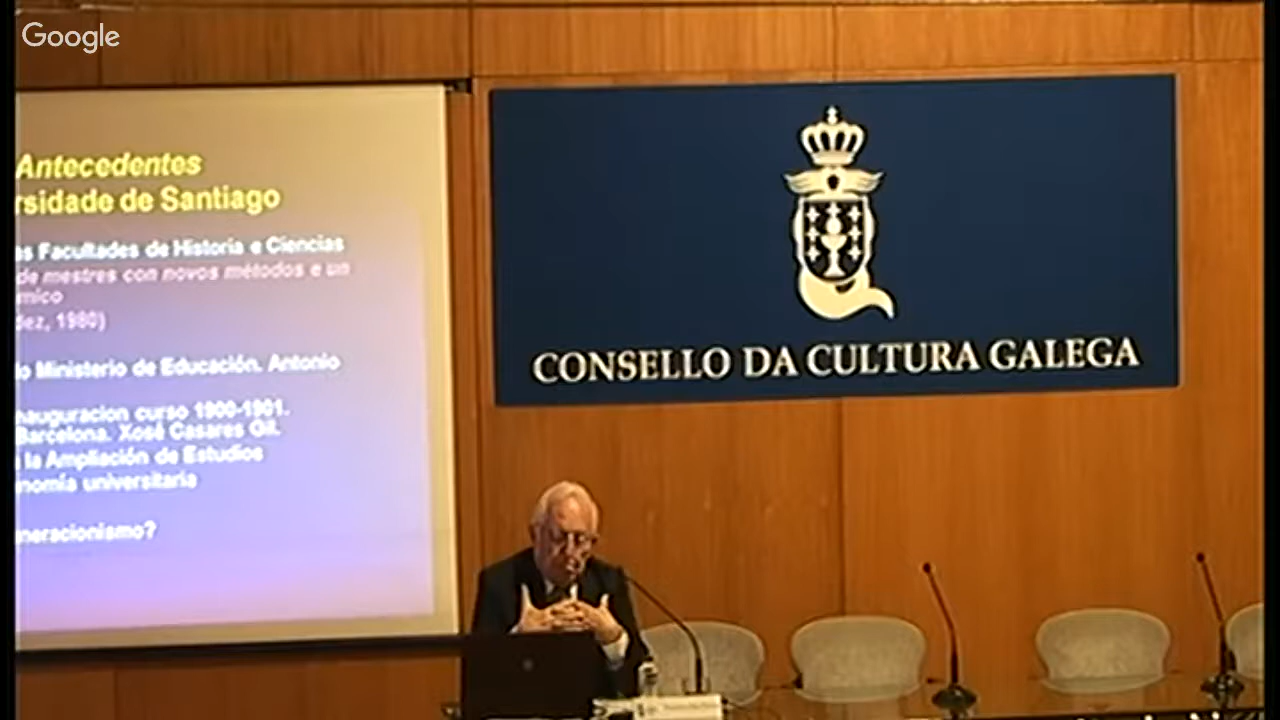 Google
Antecedentes
rsidade de Santiago
as Facultades de Historia e Ciencias
de mestres con novos métodos e un
mico
dez, 1980)
lo Ministerio de Educación. Antonio
nauguracion curso 1900-1901.
Barcelona. Xosé Casares Gil.
a la Ampliación de Estudios
nomía universitaria
neracionismo?
CONSELLO DA CULTURA GALEGA